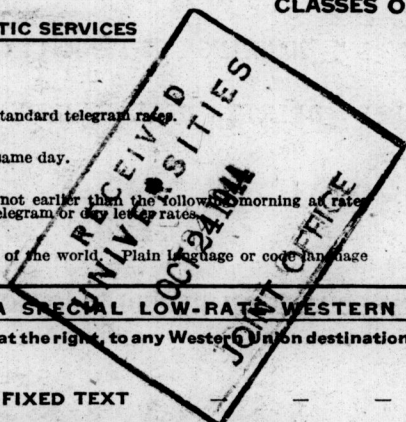 CLASSES O
TIC SERVICES
tandard telegram rates.
ame day.
not earlier than the following morning at rates
elegram or day letter rates.
of the world. Plain language or code language
A SPECIAL LOW-RATE WESTERN
at the right, to any Western Union destination
FIXED TEXT — — —
RECEIVED
UNIVERSITIES
OCT 24 1944
JOINT OFFICE